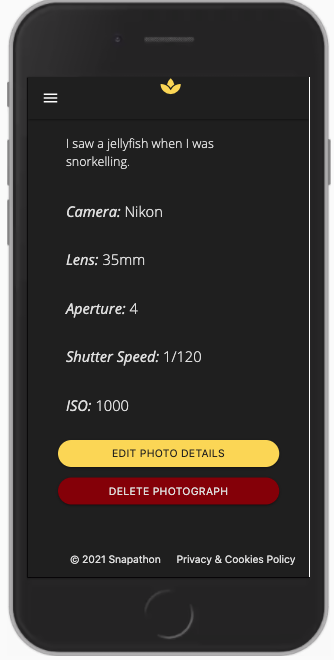 I saw a jellyfish when I was
snorkelling.
Camera: Nikon
Lens: 35mm
Aperture: 4
Shutter Speed: 1/120
ISO: 1000
EDIT PHOTO DETAILS
DELETE PHOTOGRAPH
© 2021 Snapathon Privacy & Cookies Policy